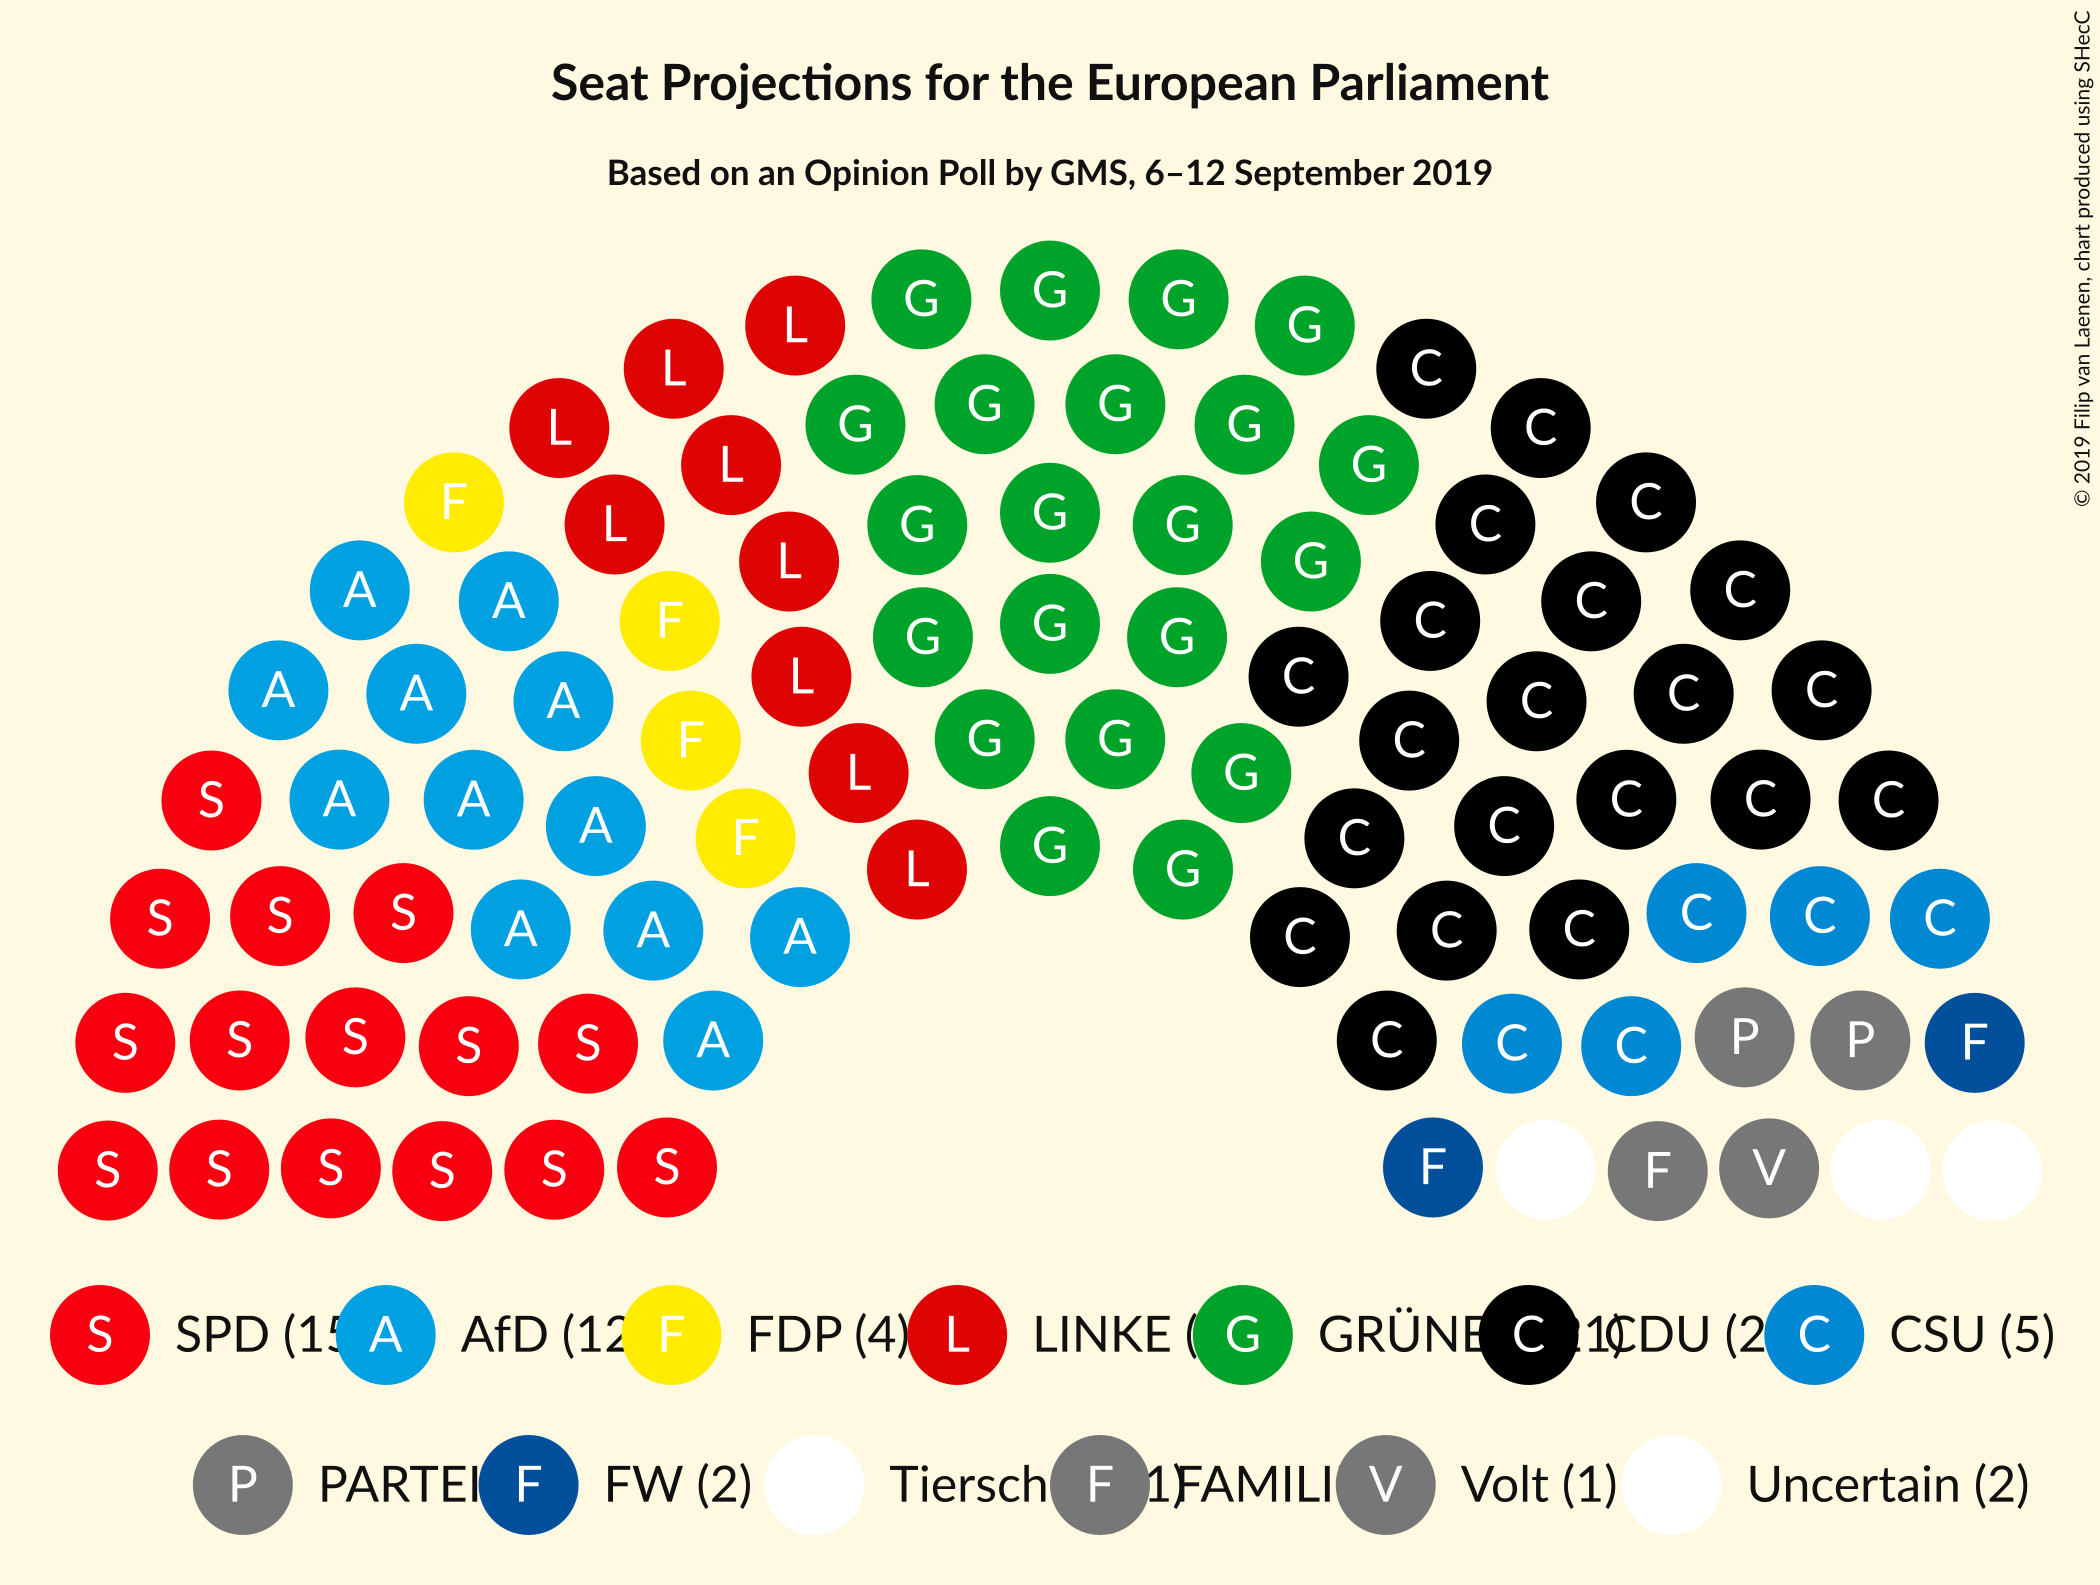 Seat Projections for the European Parliament
Based on an Opinion Poll by GMS, 6–12 September 2019
© 2019 Filip van Laenen, chart produced using SHecC
G G G G
L L C C
G G G G
L L G C
F G G G C
L L G C
A A F G G G C C C
A A A L C C C C
F G G G C
S A A A L C C C C
F G G C
S S S A A A L G C C C C C C
S S S S S A C C C P P F
S S S S S S F F V
S SPD (15 A AfD (12 F FDP (4) L LINKE ( G GRÜNE C 21) CDU (2 C CSU (5)
P PARTEI F FW (2) Tiersch F 1) FAMILI V Volt (1) Uncertain (2)